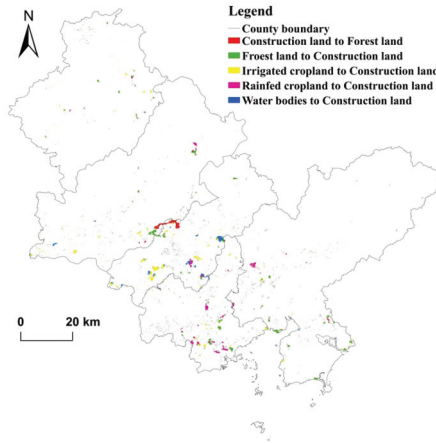 N
Legend
County boundary
Construction land to Forest land
Froest land to Construction land
Irrigated cropland to Construction land
Rainfed cropland to Construction land
Water bodies to Construction land
0 20 km